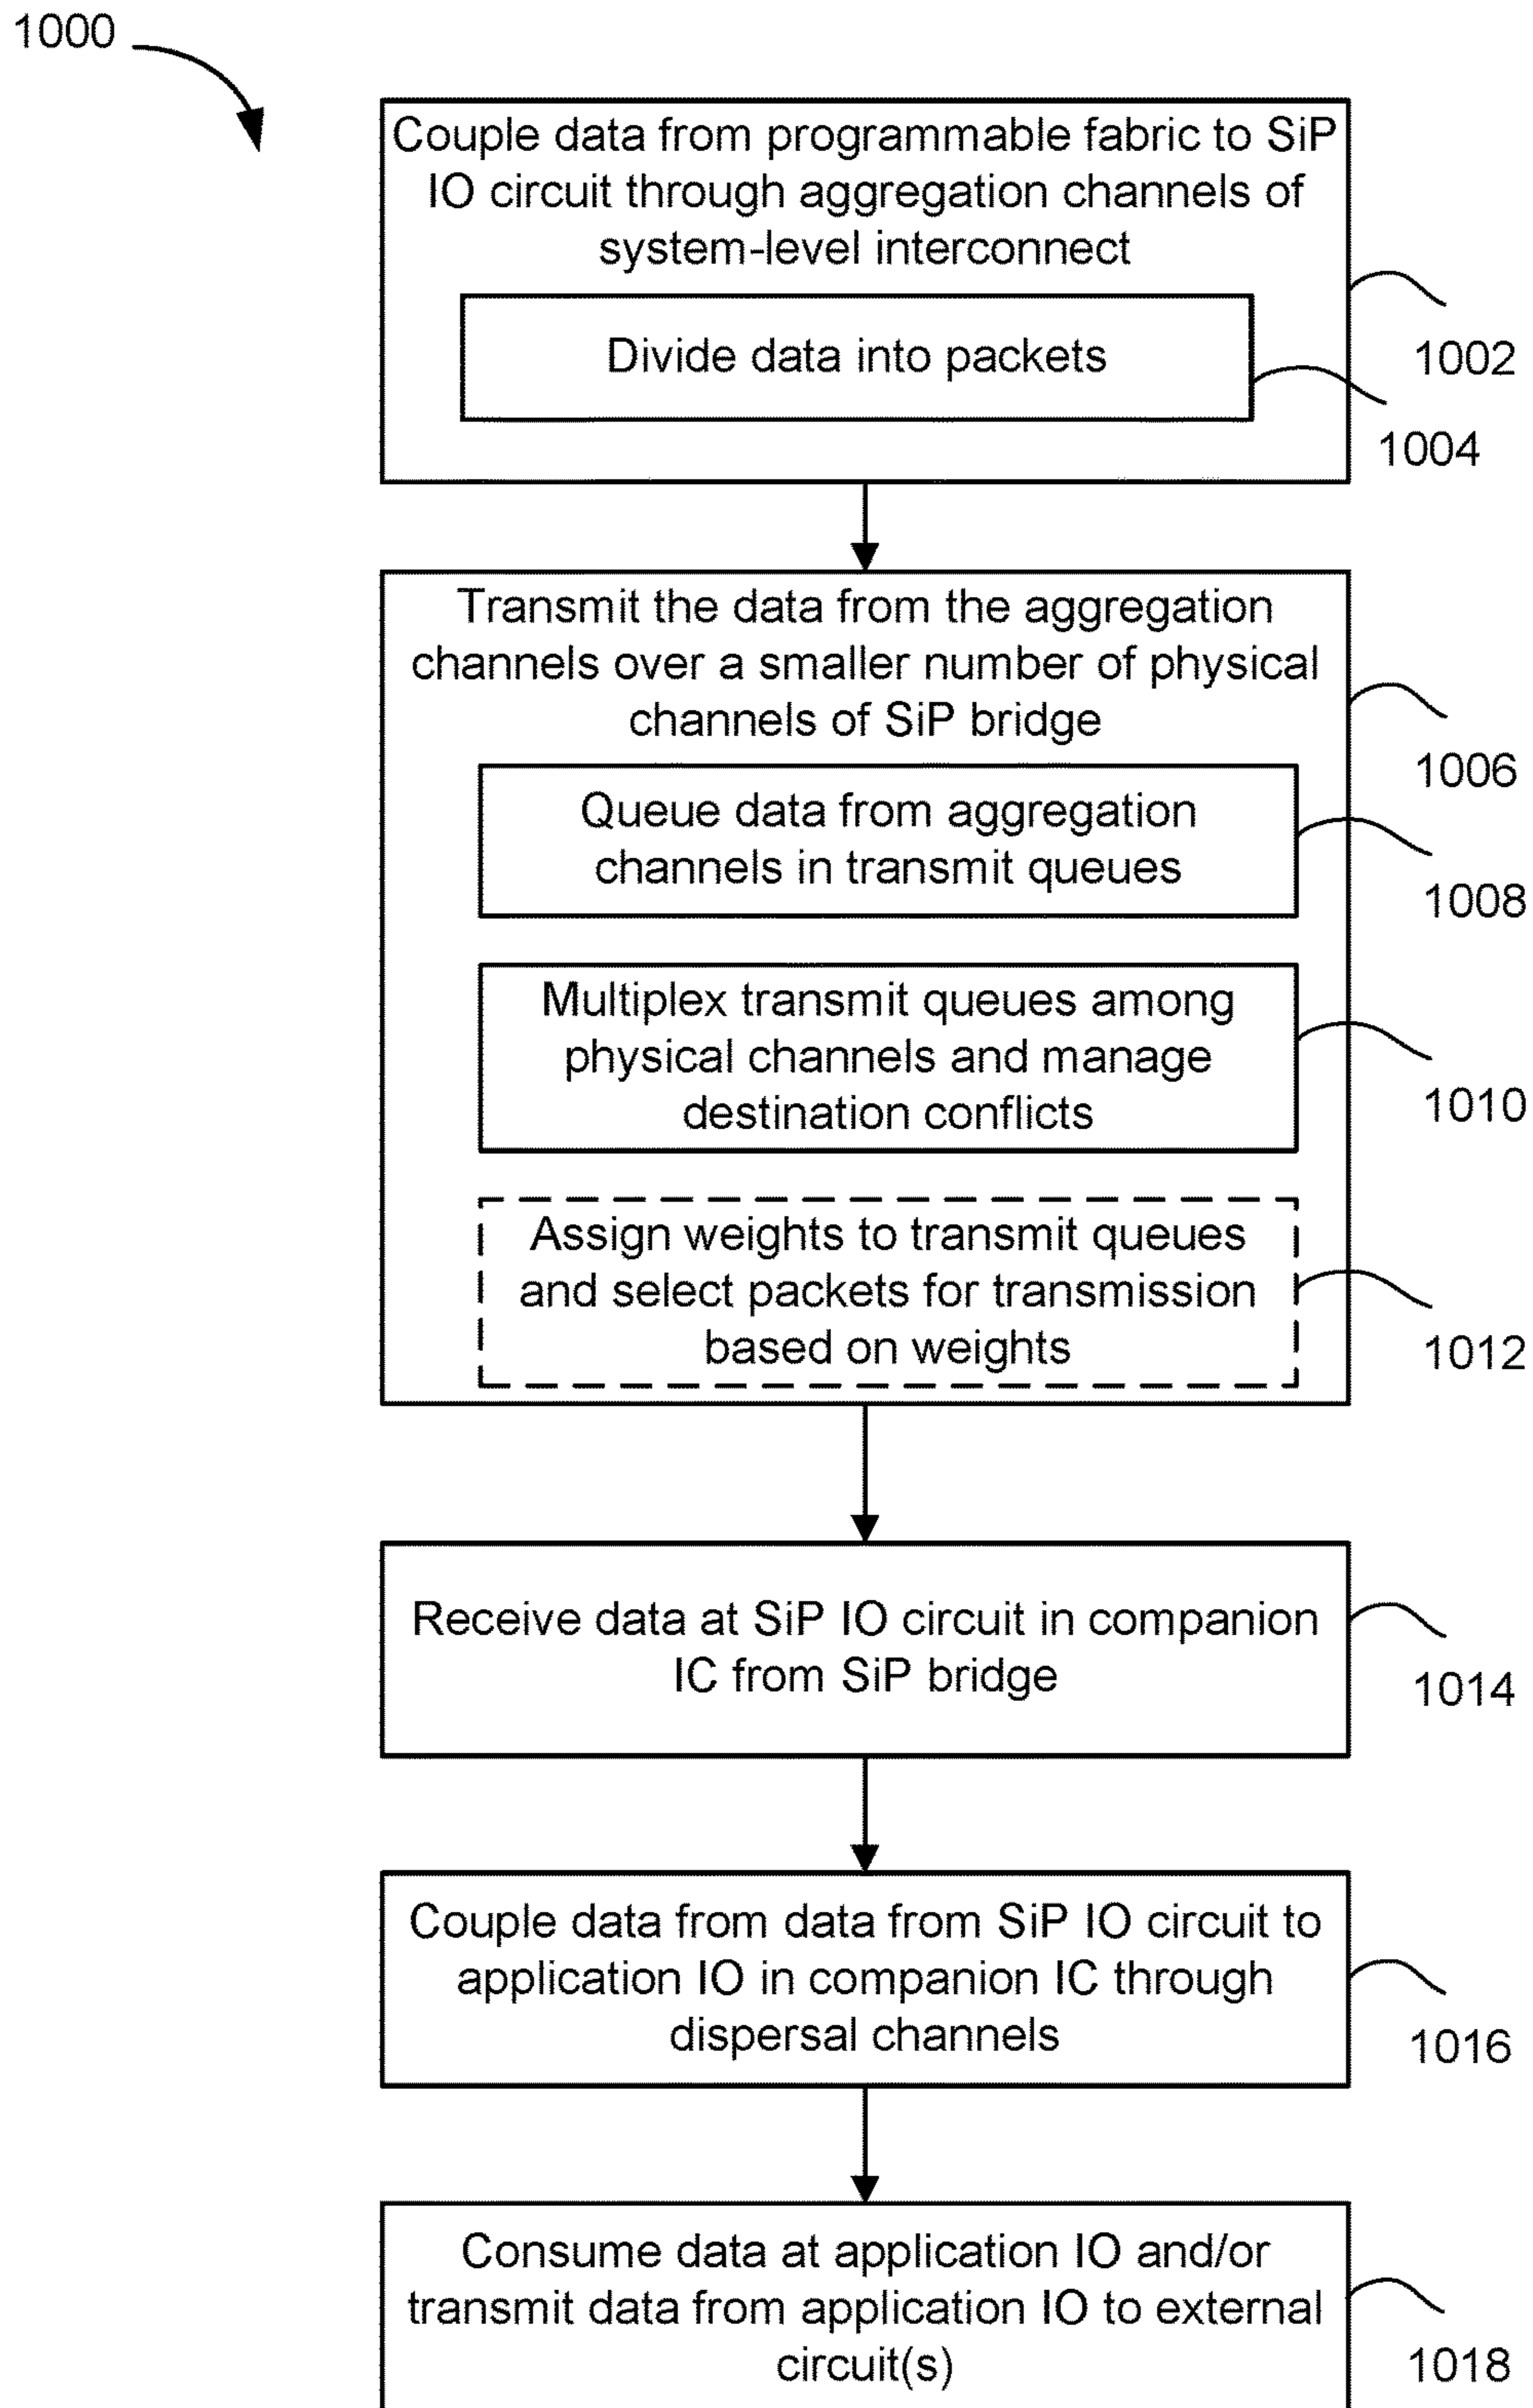 1000
Couple data from programmable fabric to SiP
IO circuit through aggregation channels of
system-level interconnect
Divide data into packets
1002
1004
Transmit the data from the aggregation
channels over a smaller number of physical
channels of SiP bridge
1006
Queue data from aggregation
channels in transmit queues
1008
Multiplex transmit queues among
physical channels and manage
destination conflicts
1010
Assign weights to transmit queues
and select packets for transmission
based on weights
1012
Receive data at SiP IO circuit in companion
IC from SiP bridge
1014
Couple data from data from SiP IO circuit to
application IO in companion IC through
dispersal channels
1016
Consume data at application IO and/or
transmit data from application IO to external
circuit(s)
1018